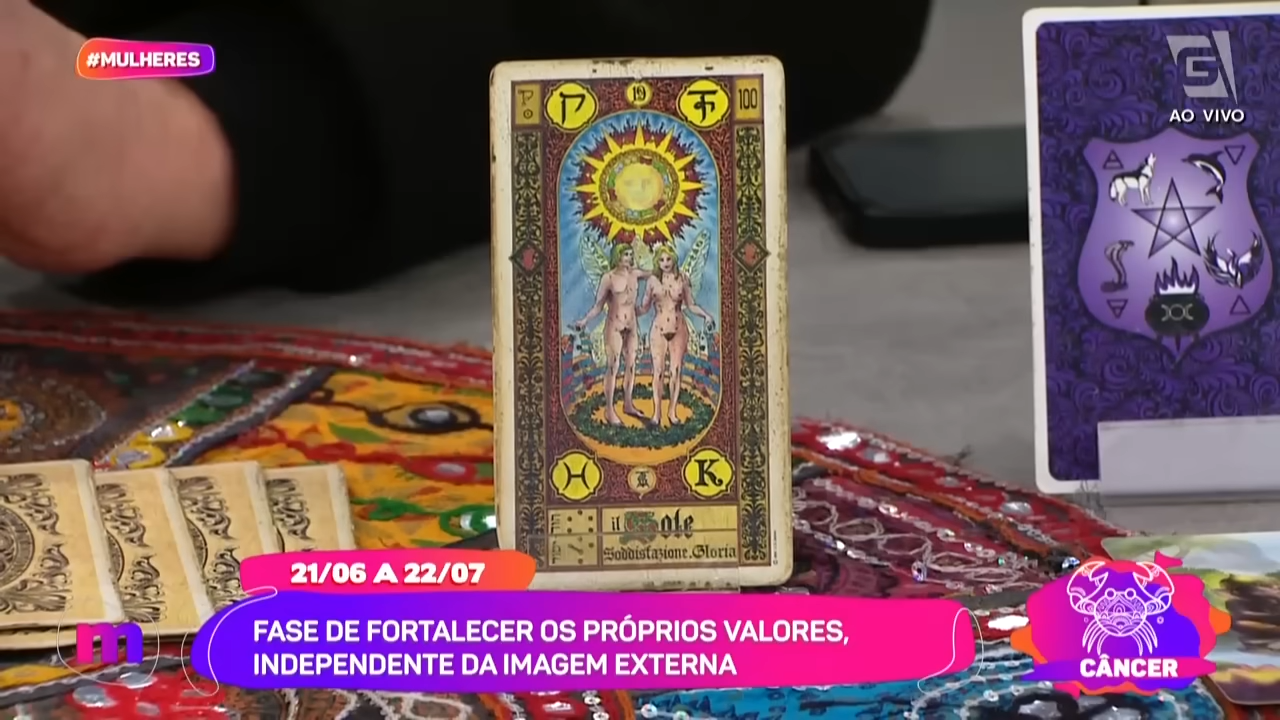 #MULHERES
G
AO VIVO
19
100
K
il Sole
Soddisfazione.Gloria
21/06 A 22/07
m
FASE DE FORTALECER OS PRÓPRIOS VALORES,
INDEPENDENTE DA IMAGEM EXTERNA
CÂNCER